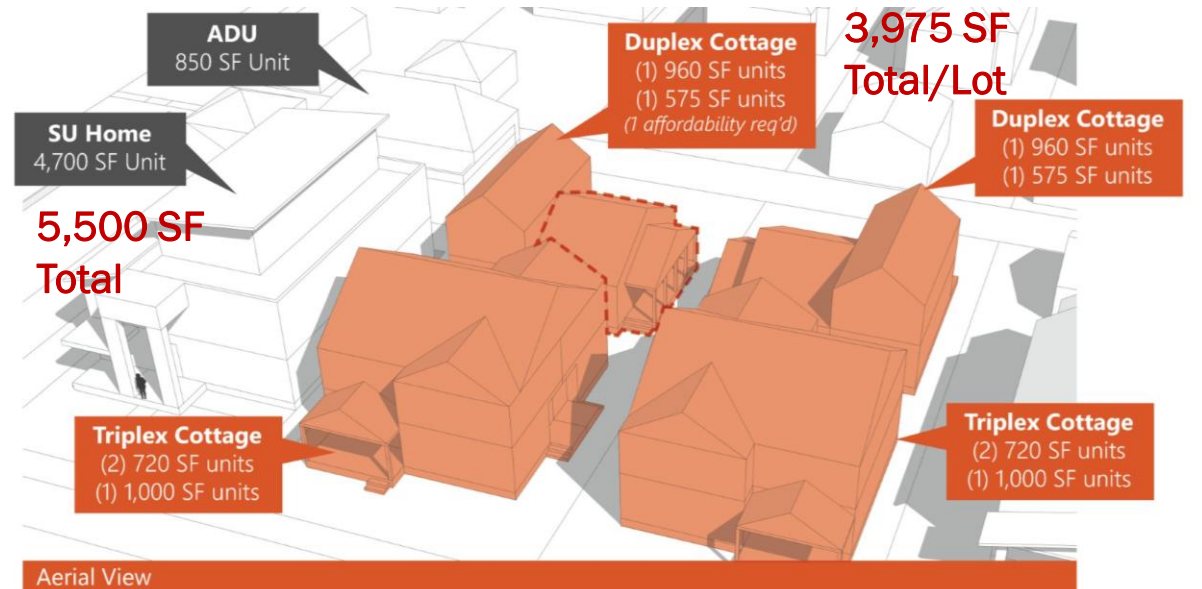 ADU
850 SF Unit
SU Home
4,700 SF Unit
5,500 SF
Total
Duplex Cottage
(1) 960 SF units
(1) 575 SF units
(1 affordability req'd)
3,975 SF
Total/Lot
Duplex Cottage
(1) 960 SF units
(1) 575 SF units
Triplex Cottage
(2) 720 SF units
(1) 1,000 SF units
Triplex Cottage
(2) 720 SF units
(1) 1,000 SF units
Aerial View